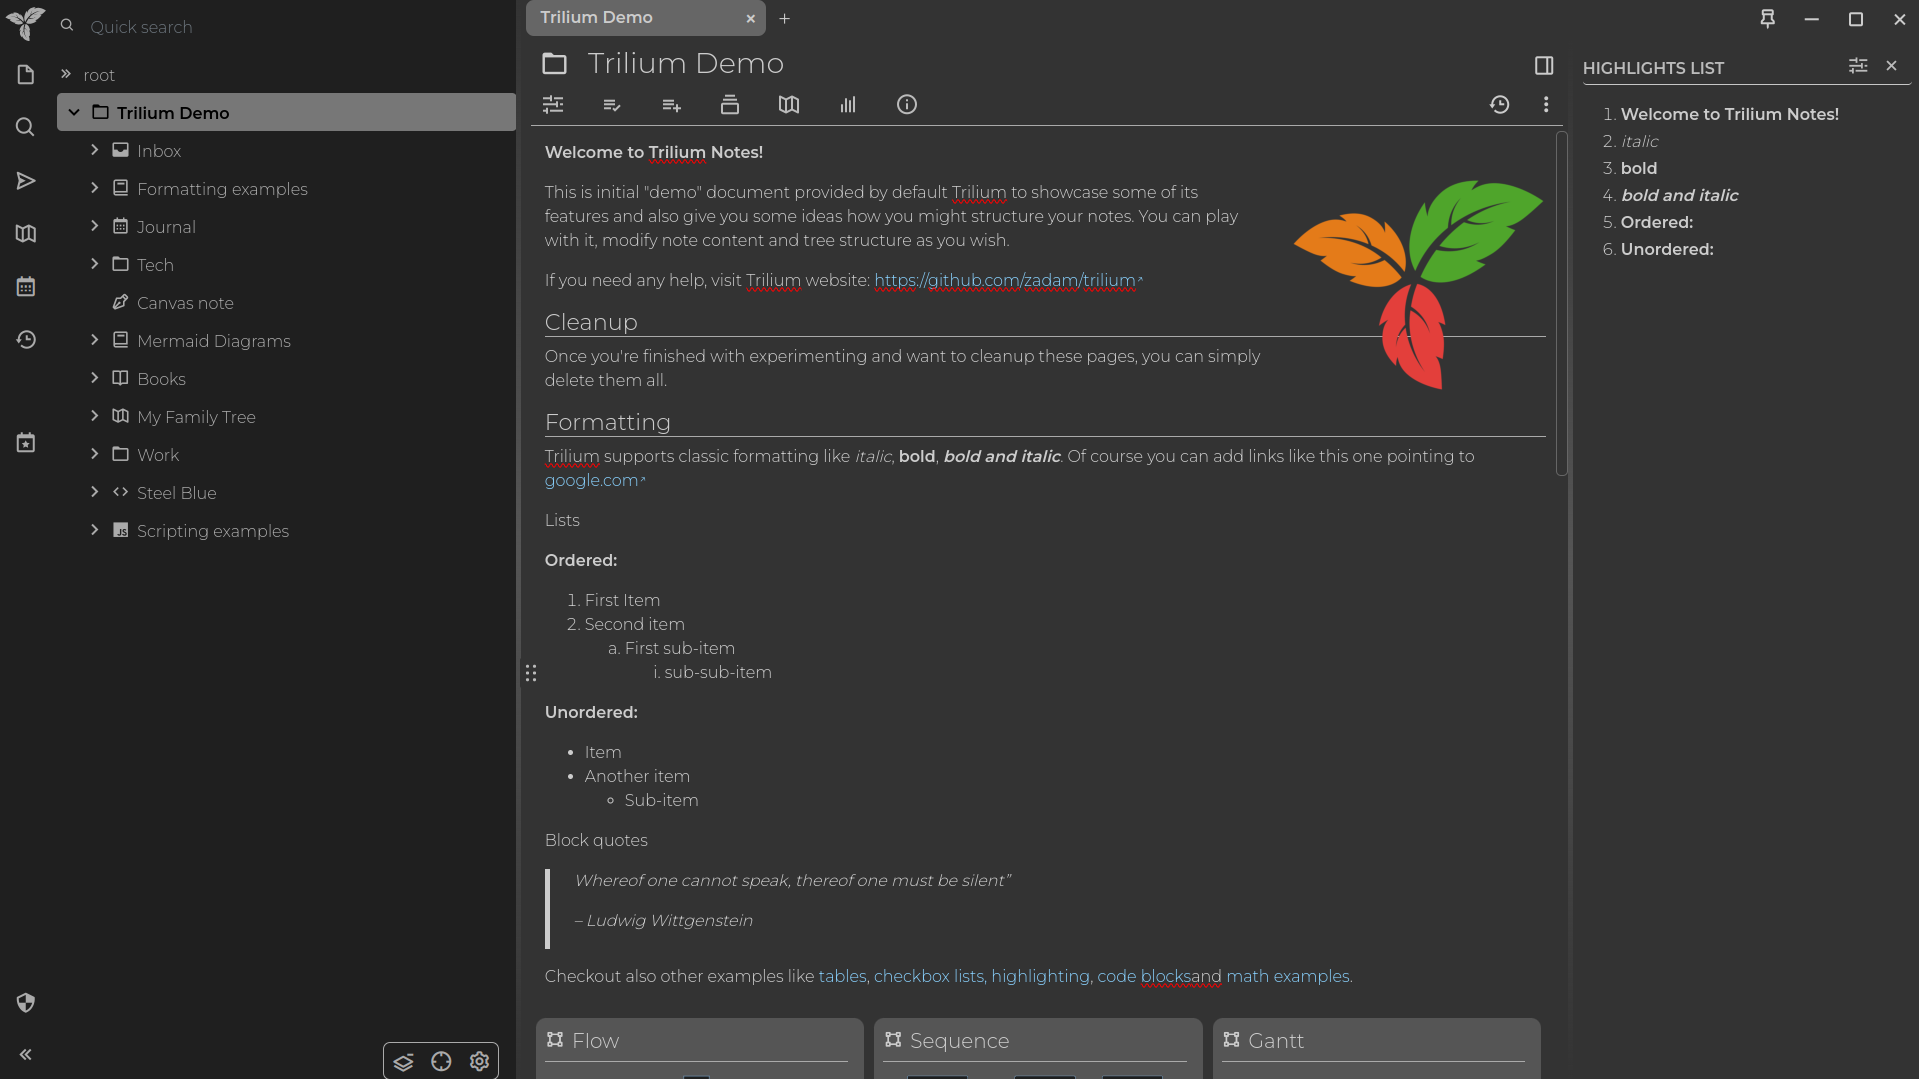 Quick search
root
Trilium Demo
Inbox
Formatting examples
Journal
Tech
Canvas note
Mermaid Diagrams
Books
My Family Tree
Work
Steel Blue
JS Scripting examples
Trilium Demo
Trilium Demo
Welcome to Trilium Notes!
This is initial "demo" document provided by default Trilium to showcase some of its
features and also give you some ideas how you might structure your notes. You can play
with it, modify note content and tree structure as you wish.
If you need any help, visit Trilium website: https://github.com/zadam/trilium
Cleanup
Once you're finished with experimenting and want to cleanup these pages, you can simply
delete them all.
Formatting
Trilium supports classic formatting like italic, bold, bold and italic. Of course you can add links like this one pointing to
google.com
Lists
Ordered:
1. First Item
2. Second item
a. First sub-item
i. sub-sub-item
Unordered:
• Item
• Another item
◦ Sub-item
Block quotes
Whereof one cannot speak, thereof one must be silent”
– Ludwig Wittgenstein
Checkout also other examples like tables, checkbox lists, highlighting, code blocksand math examples.
Flow
Sequence
Gantt
HIGHLIGHTS LIST
1. Welcome to Trilium Notes!
2. italic
3. bold
4. bold and italic
5. Ordered:
6. Unordered: